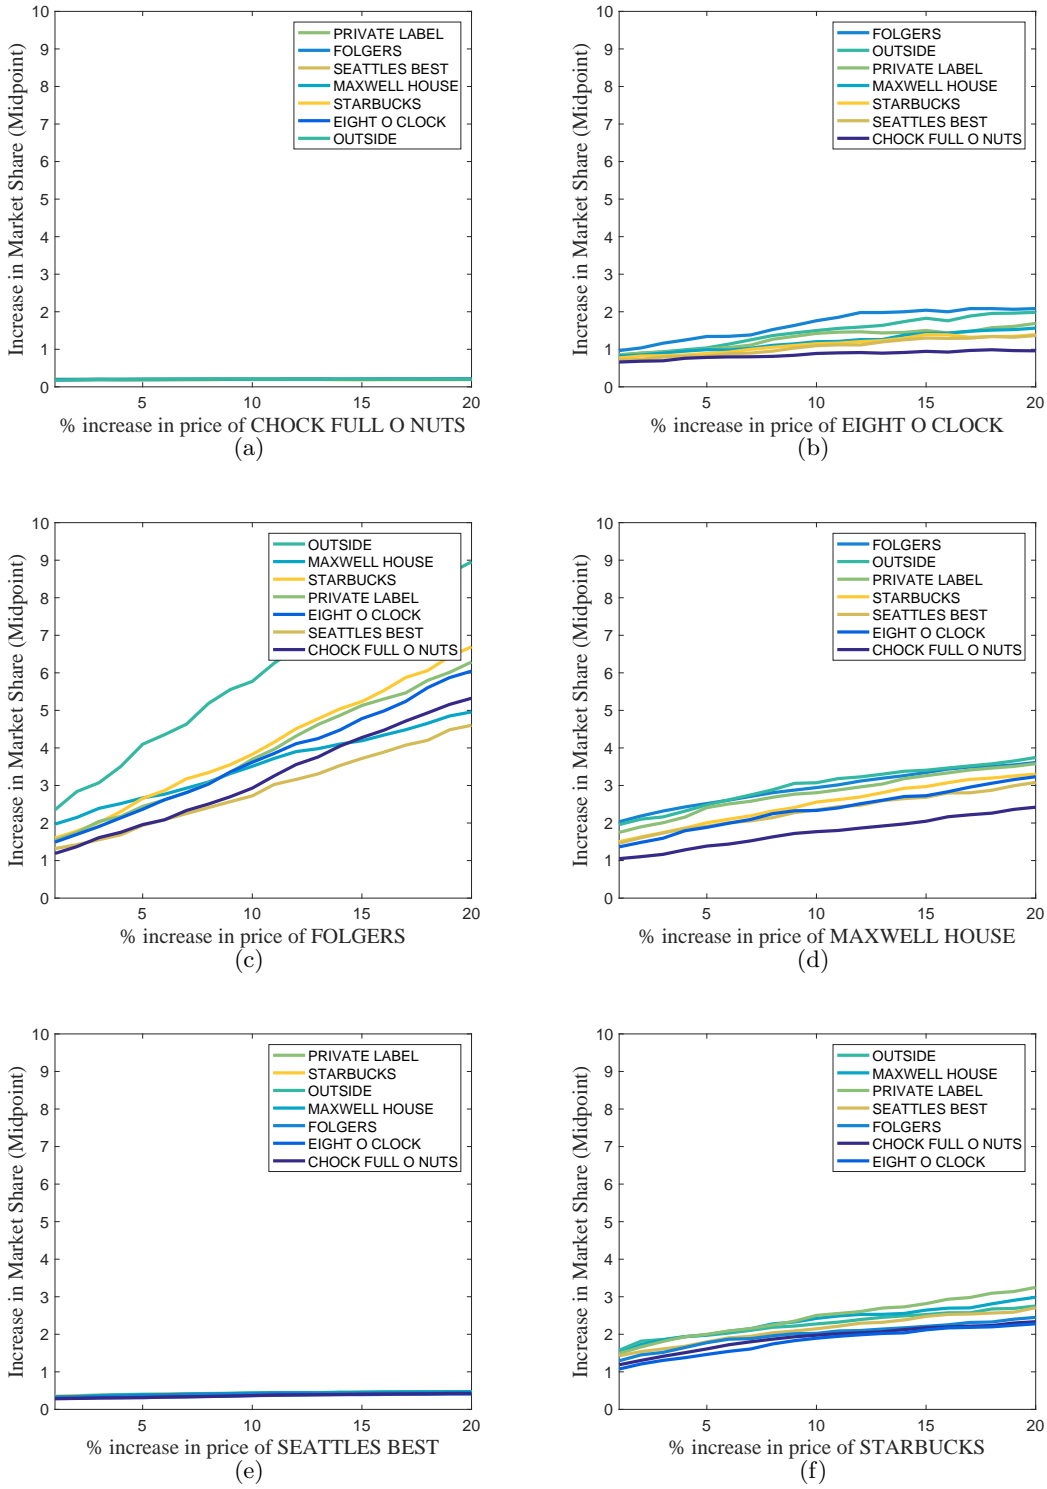 Increase in Market Share (Midpoint)
10
9
8
7
6
5
4
3
2
1
0
PRIVATE LABEL
FOLGERS
SEATTLES BEST
MAXWELL HOUSE
STARBUCKS
EIGHT O CLOCK
OUTSIDE
5 10 15 20
% increase in price of CHOCK FULL O NUTS
(a)
Increase in Market Share (Midpoint)
10
9
8
7
6
5
4
3
2
1
0
FOLGERS
OUTSIDE
PRIVATE LABEL
MAXWELL HOUSE
STARBUCKS
SEATTLES BEST
CHOCK FULL O NUTS
5 10 15 20
% increase in price of EIGHT O CLOCK
(b)
Increase in Market Share (Midpoint)
10
9
8
7
6
5
4
3
2
1
0
OUTSIDE
MAXWELL HOUSE
STARBUCKS
PRIVATE LABEL
EIGHT O CLOCK
SEATTLES BEST
CHOCK FULL O NUTS
5 10 15 20
% increase in price of FOLGERS
(c)
Increase in Market Share (Midpoint)
10
9
8
7
6
5
4
3
2
1
0
FOLGERS
OUTSIDE
PRIVATE LABEL
STARBUCKS
SEATTLES BEST
EIGHT O CLOCK
CHOCK FULL O NUTS
5 10 15 20
% increase in price of MAXWELL HOUSE
(d)
Increase in Market Share (Midpoint)
10
9
8
7
6
5
4
3
2
1
0
PRIVATE LABEL
STARBUCKS
OUTSIDE
MAXWELL HOUSE
FOLGERS
EIGHT O CLOCK
CHOCK FULL O NUTS
5 10 15 20
% increase in price of SEATTLES BEST
(e)
Increase in Market Share (Midpoint)
10
9
8
7
6
5
4
3
2
1
0
OUTSIDE
MAXWELL HOUSE
PRIVATE LABEL
SEATTLES BEST
FOLGERS
CHOCK FULL O NUTS
EIGHT O CLOCK
5 10 15 20
% increase in price of STARBUCKS
(f)